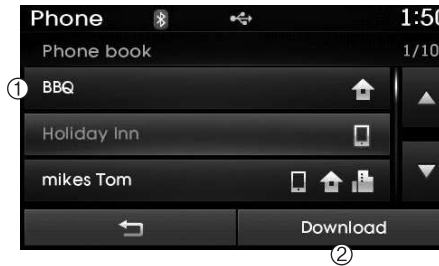 Phone 1:50
Phone book 1/10
① BBQ
Holiday Inn
mikes Tom
Download
②